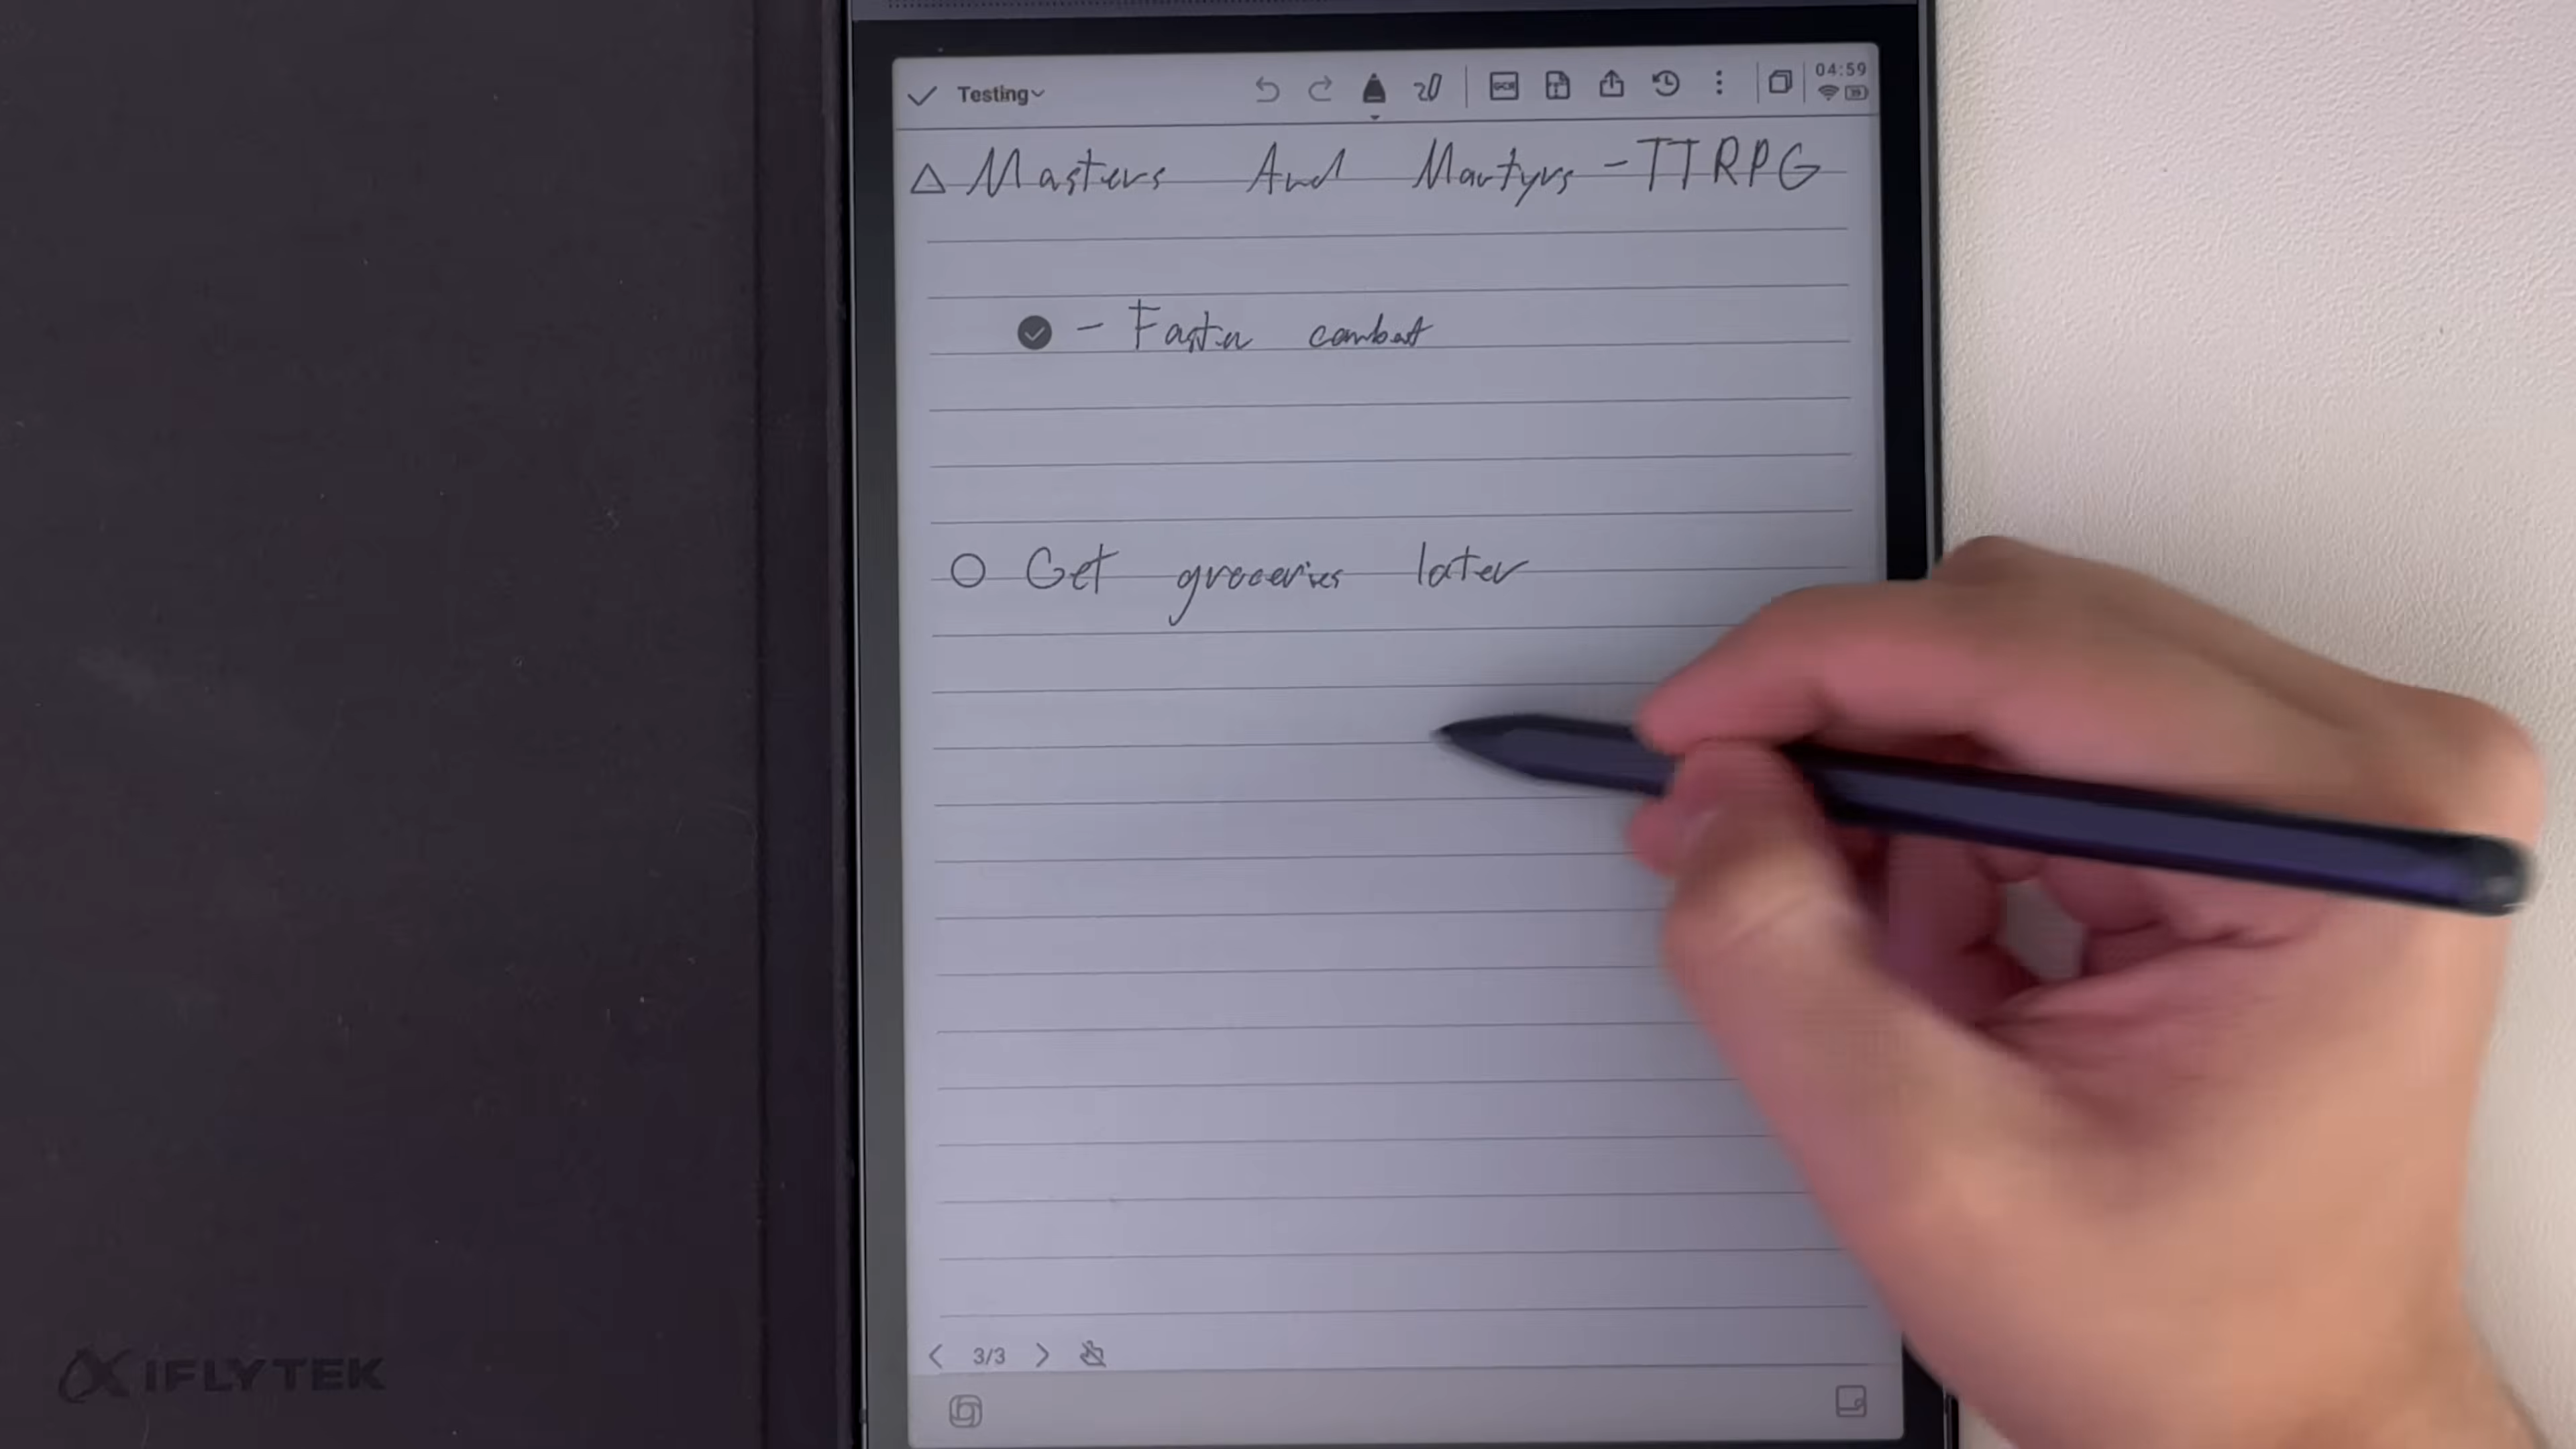 Testing
04:59
Masters And Martyrs - TTRPG
- Faster combat
Get groceries later
3/3
iFLYTEK